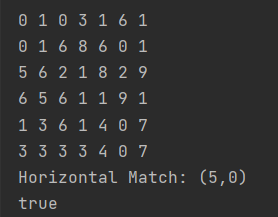 0 1 0 3 1 6 1
0 1 6 8 6 0 1
5 6 2 1 8 2 9
6 5 6 1 1 9 1
1 3 6 1 4 0 7
3 3 3 3 4 0 7
Horizontal Match: (5,0)
true